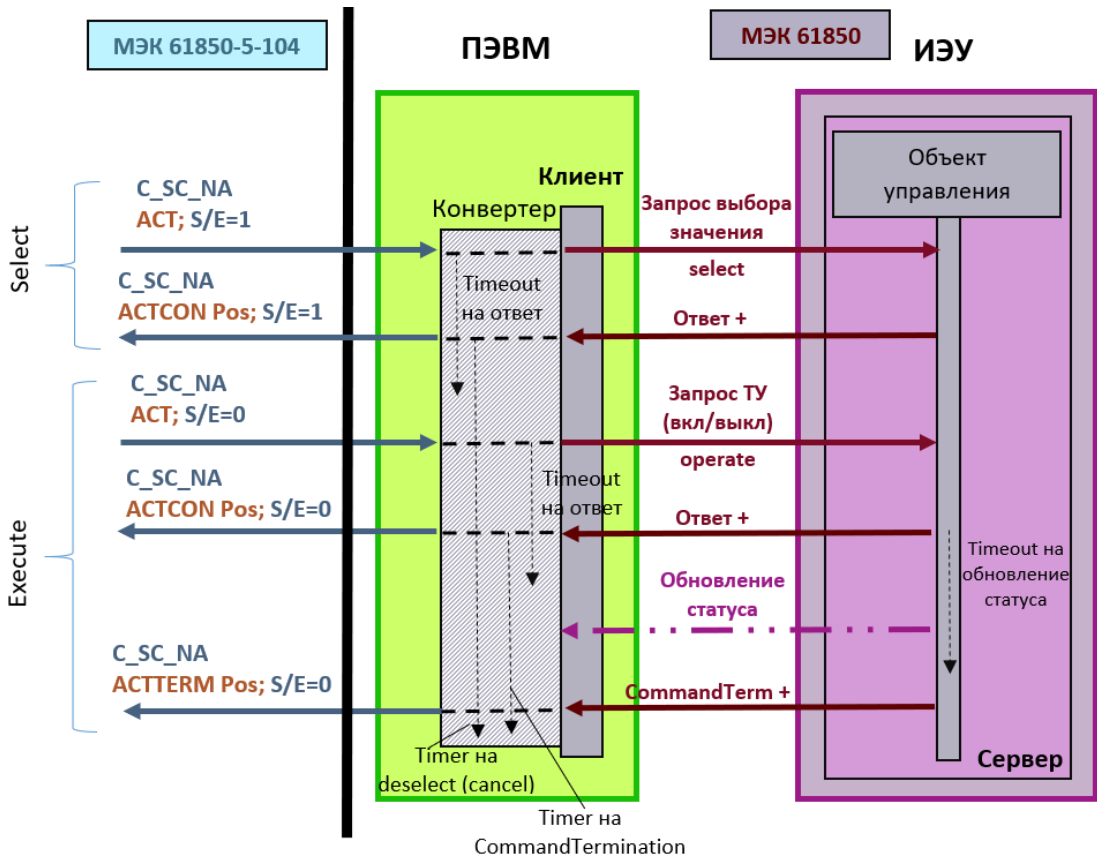 МЭК 61850-5-104
ПЭВМ
МЭК 61850
ИЭУ
Select
C_SC_NA
ACT; S/E=1
C_SC_NA
ACTCON Pos; S/E=1
Execute
C_SC_NA
ACT; S/E=0
C_SC_NA
ACTCON Pos; S/E=0
C_SC_NA
ACTTERM Pos; S/E=0
Клиент
Конвертер
Timeout
на ответ
Timeout
на ответ
Timer на
deselect (cancel)
Timer на
CommandTermination
Запрос выбора
значения
select
Ответ +
Запрос ТУ
(вкл/выкл)
operate
Ответ +
Обновление
статуса
CommandTerm +
Объект
управления
Timeout на
обновление
статуса
Сервер